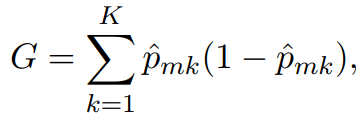 G = \sum_{k=1}^{K} \hat{p}_{mk}(1 - \hat{p}_{mk}),